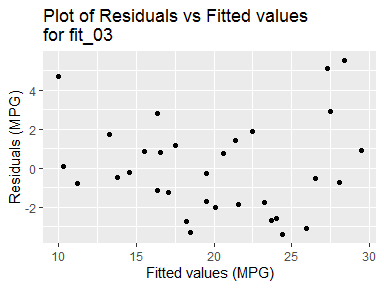 Plot of Residuals vs Fitted values
for fit_03
Residuals (MPG)
4
2
0
-2
10
15
20
25
30
Fitted values (MPG)